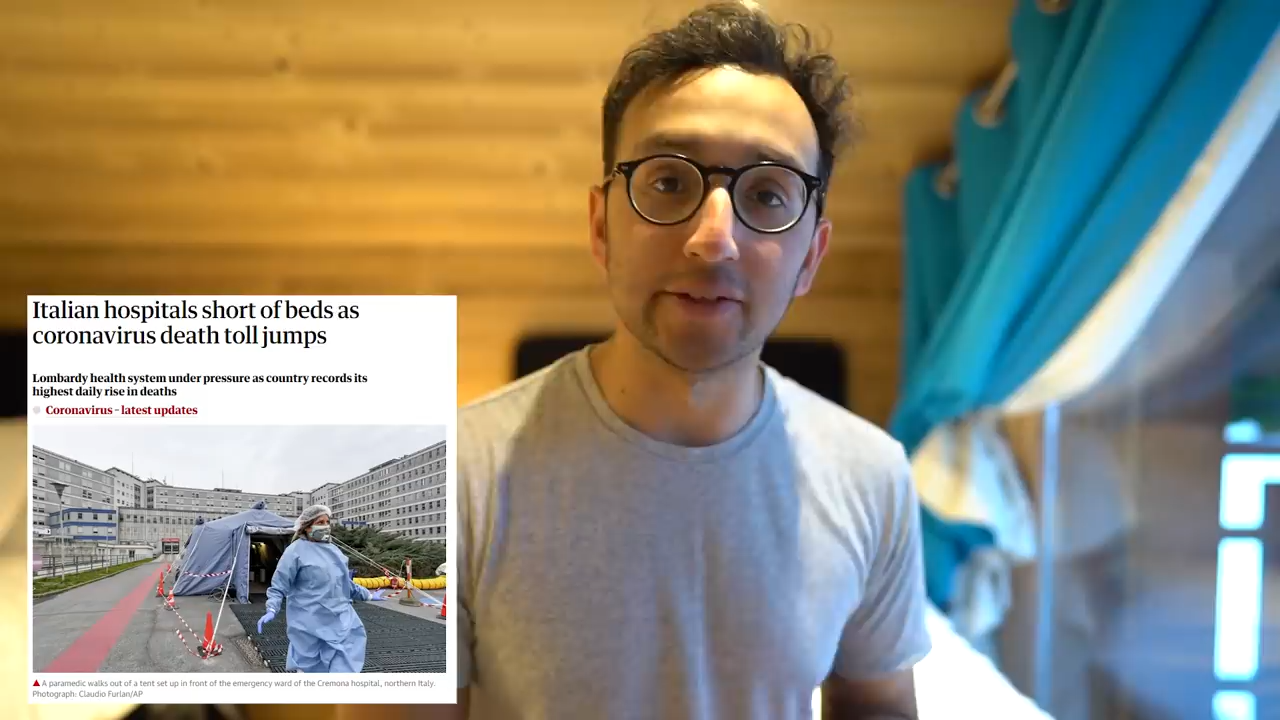 Italian hospitals short of beds as
coronavirus death toll jumps
Lombardy health system under pressure as country records its
highest daily rise in deaths
Coronavirus – latest updates
A paramedic walks out of a tent set up in front of the emergency ward of the Cremona hospital, northern Italy.
Photograph: Claudio Furlan/AP